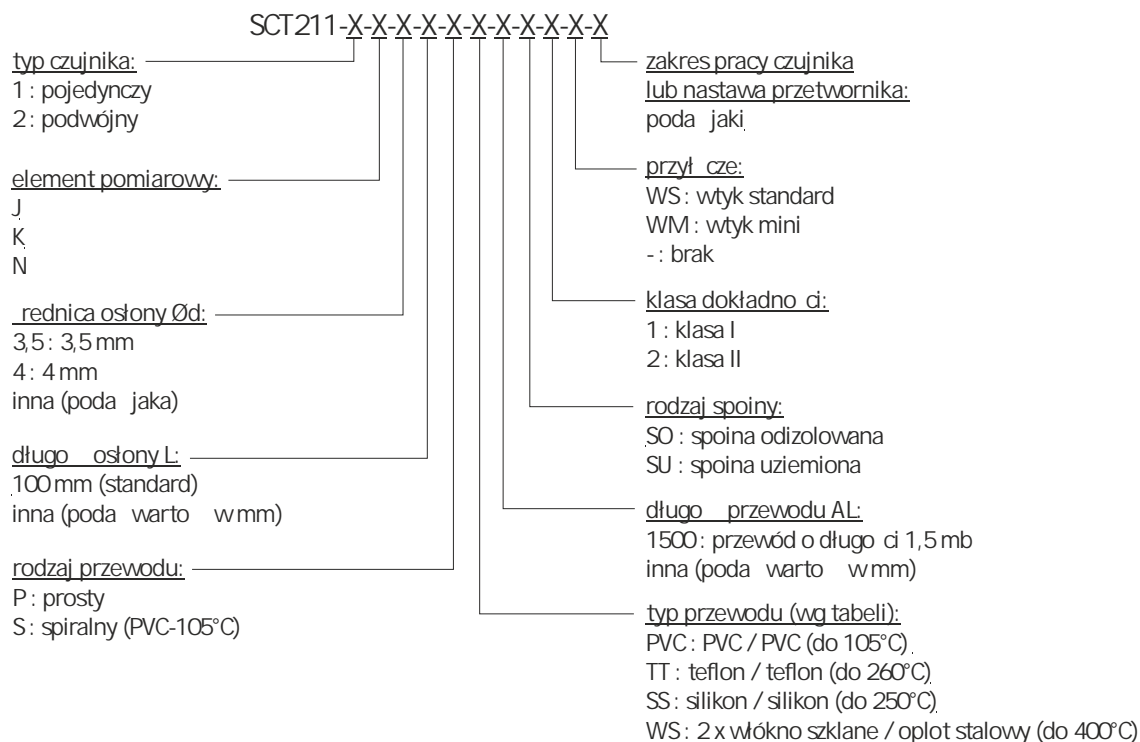 SCT211-X-X-X-X-X-X-X-X-X-X-X
typ czujnika:
1 : pojedynczy
2 : podwójny
element pomiarowy:
J
K
N
rednica osłony Ød:
3,5 : 3,5 mm
4 : 4 mm
inna (poda jaka)
długo osłony L:
100 mm (standard)
inna (poda warto w mm)
rodzaj przewodu:
P : prosty
S : spiralny (PVC-105°C)
zakres pracy czujnika
lub nastawa przetwornika:
poda jaki
przył cze:
WS : wtyk standard
WM : wtyk mini
- : brak
klasa dokładno ci:
1 : klasa I
2 : klasa II
rodzaj spoiny:
SO : spoina odizolowana
SU : spoina uziemiona
długo przewodu AL:
1500 : przewód o długo ci 1,5 mb
inna (poda warto w mm)
typ przewodu (wg tabeli):
PVC : PVC / PVC (do 105°C)
TT : teflon / teflon (do 260°C)
SS : silikon / silikon (do 250°C)
WS : 2 x włókno szklane / oplot stalowy (do 400°C)